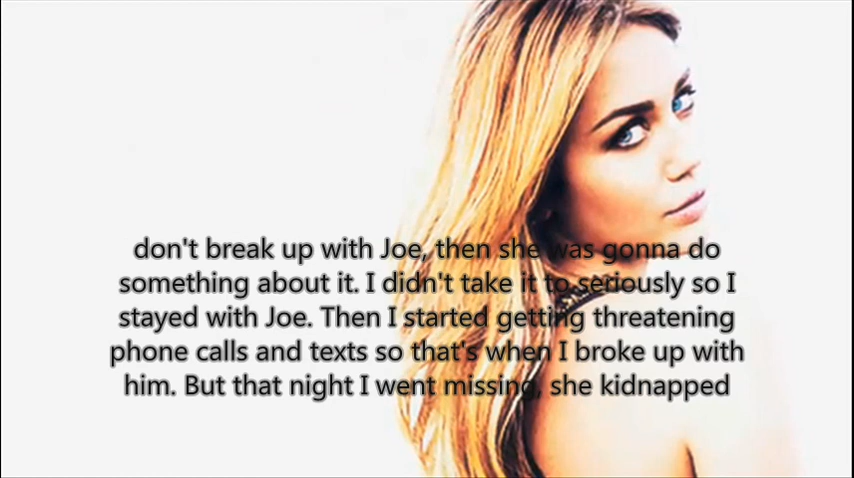 don't break up with Joe, then she was gonna do
something about it. I didn't take it to seriously so I
stayed with Joe. Then I started getting threatening
phone calls and texts so that's when I broke up with
him. But that night I went missing, she kidnapped